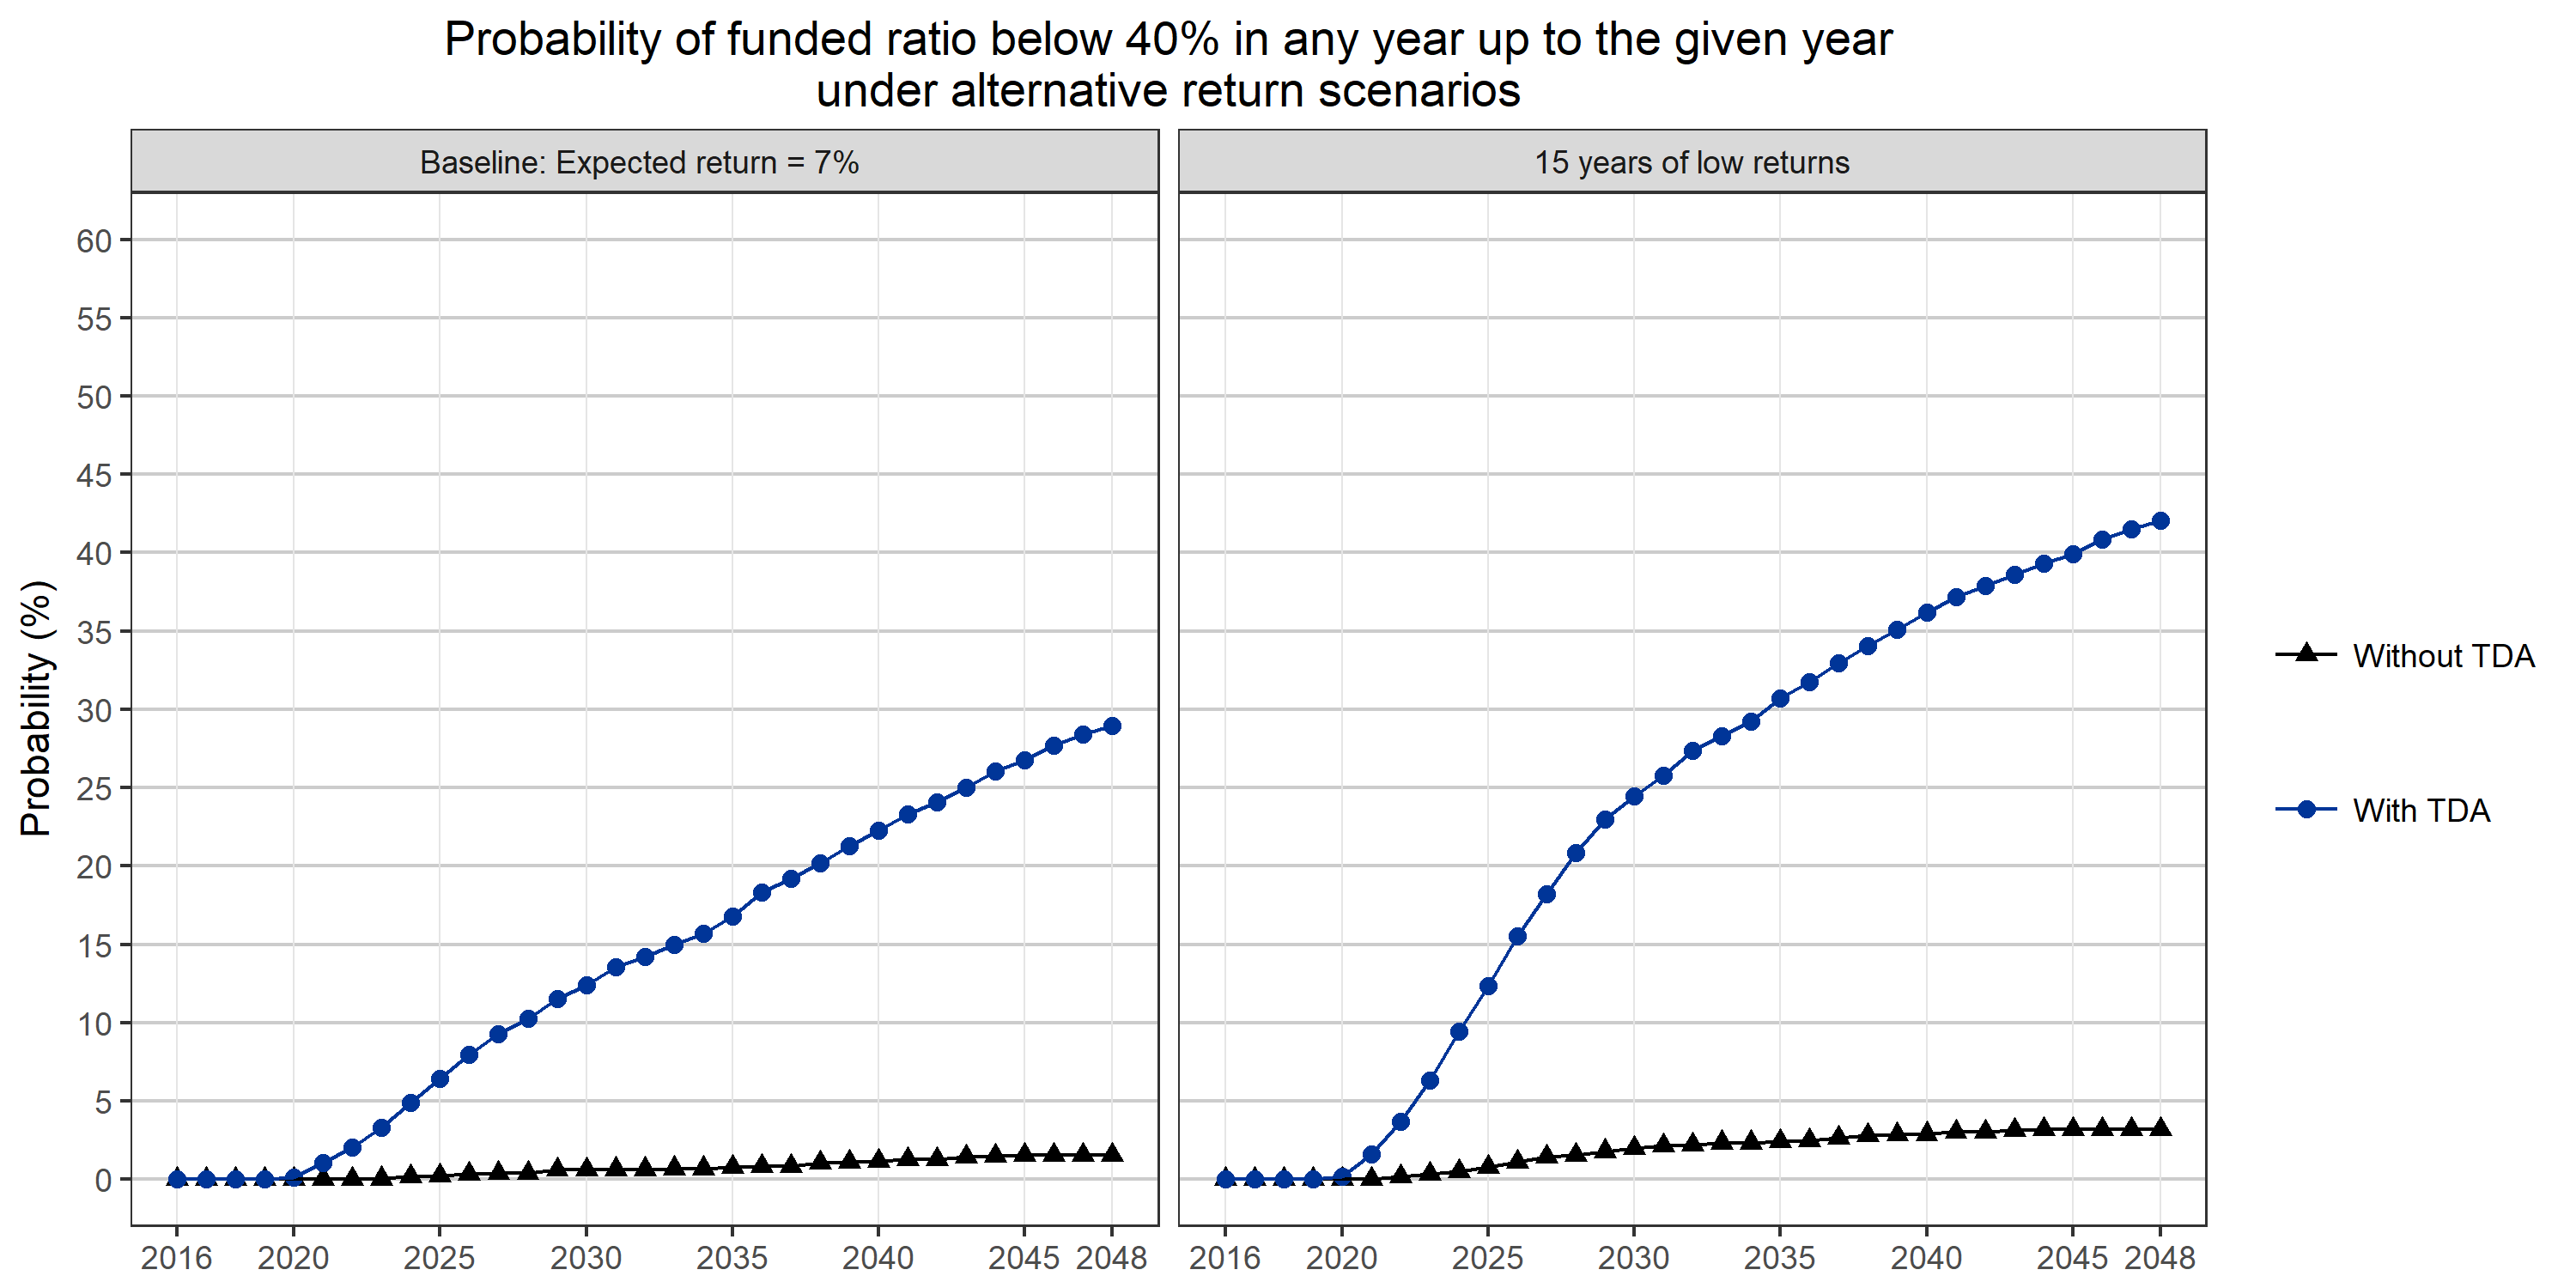 Probability of funded ratio below 40% in any year up to the given year
under alternative return scenarios
Baseline: Expected return = 7%
15 years of low returns
Probability (%)
60
55
50
45
40
35
30
25
20
15
10
5
0
2016 2020 2025 2030 2035 2040 2045 2048
2016 2020 2025 2030 2035 2040 2045 2048
Without TDA
With TDA